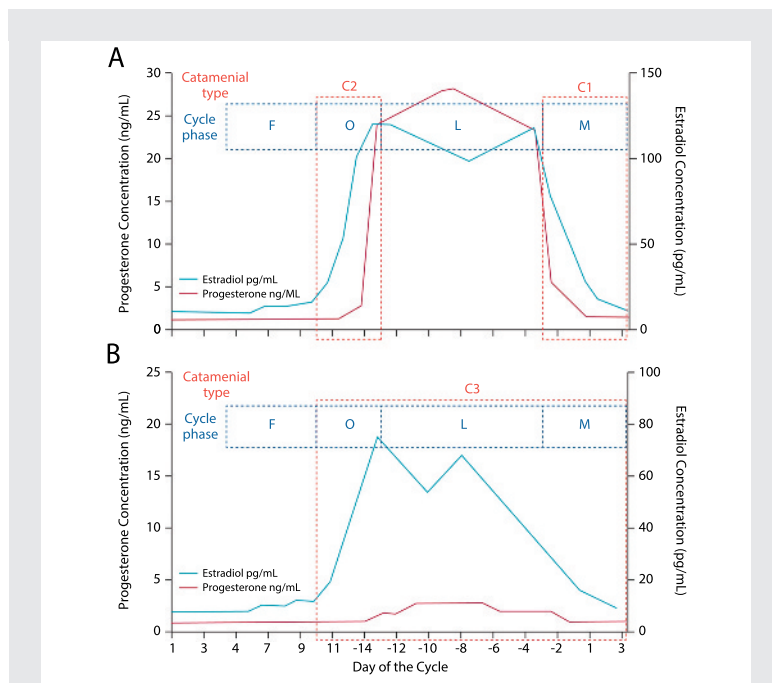 A
Catamenial
type
C2
C1
Cycle
phase
F
O
L
M
30
25
20
15
10
5
0
Progesterone Concentration (ng/mL)
150
100
50
0
Estradiol Concentration (pg/mL)
Estradiol pg/mL
Progesterone ng/ML
B
Catamenial
type
C3
Cycle
phase
F
O
L
M
25
20
15
10
5
0
Progesterone Concentration (ng/mL)
100
80
60
40
20
0
Estradiol Concentration (pg/mL)
Estradiol pg/mL
Progesterone ng/mL
1 3 4 7 9 11 -14 -12 -10 -8 -4 -2 1 3
Day of the Cycle